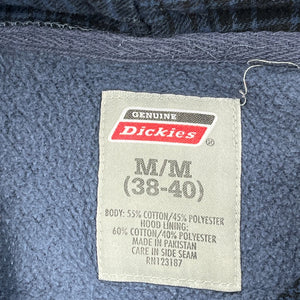 GENUINE
Dickies ®
M/M
(38-40)
BODY: 55% COTTON/45% POLYESTER
HOOD LINING:
60% COTTON/40% POLYESTER
MADE IN PAKISTAN
CARE IN SIDE SEAM
RN123187